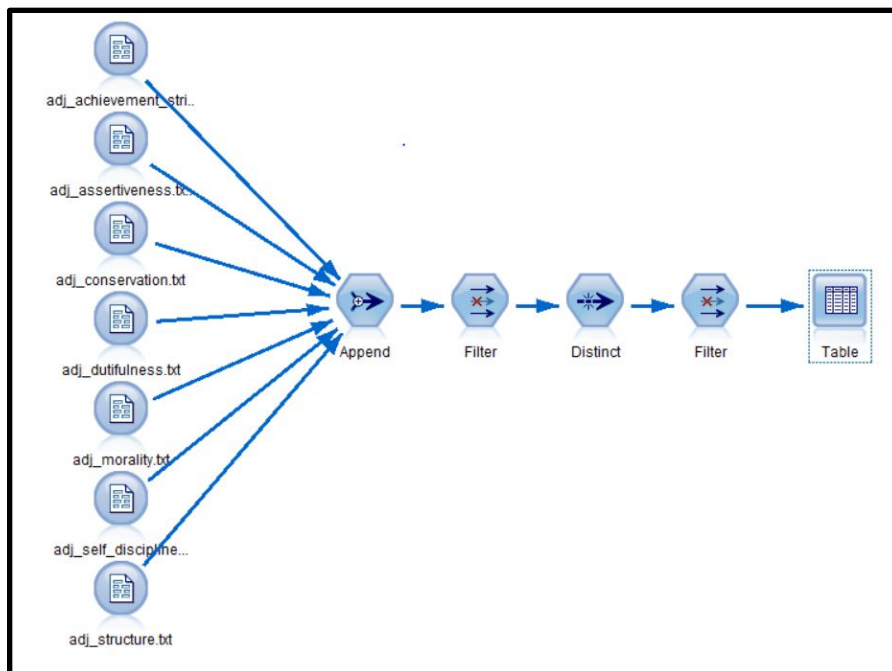 adj_achievement_stri..
adj_assertiveness.tx...
adj_conservation.txt
adj_dutifulness.txt
adj_morality.txt
adj_self_discipline...
adj_structure.txt
Append
Filter
Distinct
Filter
Table